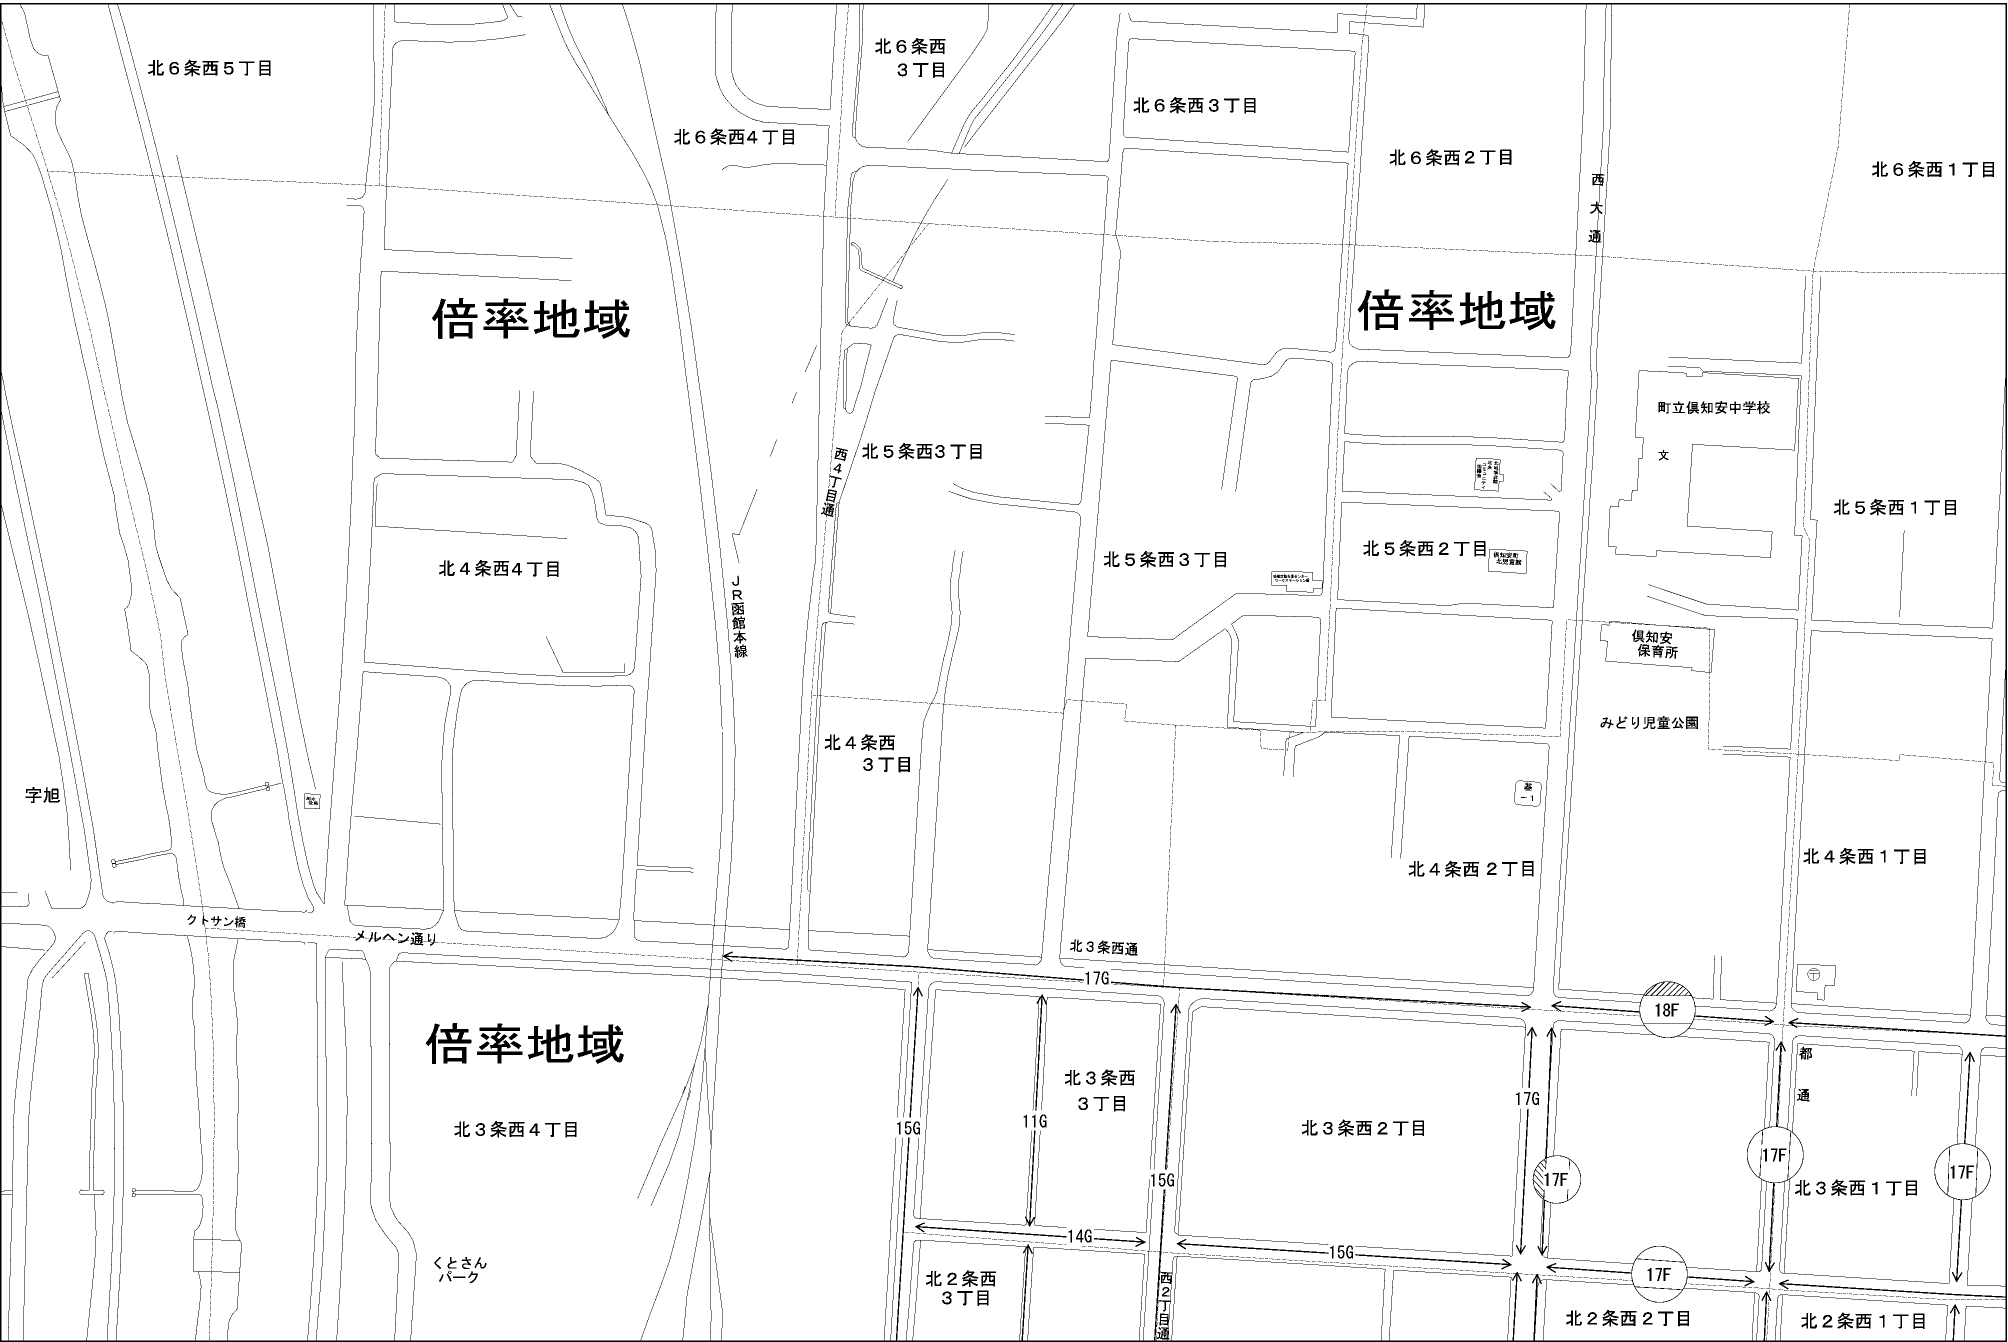 北６条西５丁目
北６条西
３丁目
北６条西４丁目
北６条西３丁目
北６条西２丁目
北６条西１丁目
西大通
倍率地域
倍率地域
町立倶知安中学校
文
北５条西３丁目
西４丁目通
北５条西１丁目
北５条西３丁目
北５条西２丁目
倶知安町
北児童館
北４条西４丁目
ＪＲ函館本線
倶知安
保育所
みどり児童公園
北４条西
３丁目
字旭
基
－１
北４条西２丁目
北４条西１丁目
クトサン橋
メルヘン通り
北３条西通
17G
18F
倍率地域
都通
北３条西
３丁目
北３条西４丁目
15G
11G
北３条西２丁目
17G
17F
17F
17F
15G
北３条西１丁目
14G
15G
17F
くとさん
パーク
北２条西
３丁目
西２丁目通
北２条西２丁目
北２条西１丁目